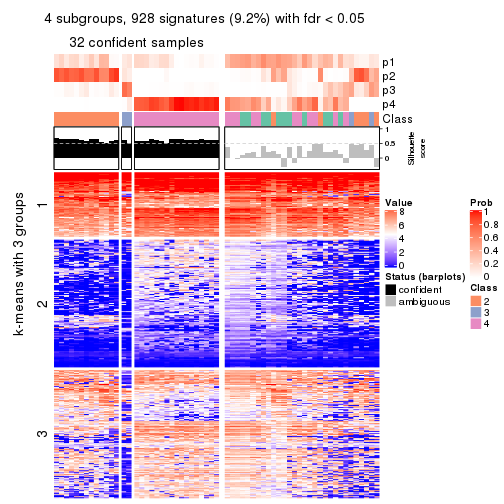 4 subgroups, 928 signatures (9.2%) with fdr < 0.05
32 confident samples
p1
p2
p3
p4
Class
1
0.5
0
Silhouette
score
k-means with 3 groups
1
2
3
Value
8
6
4
2
0
Status (barplots)
confident
ambiguous
Prob
1
0.8
0.6
0.4
0.2
0
Class
2
3
4